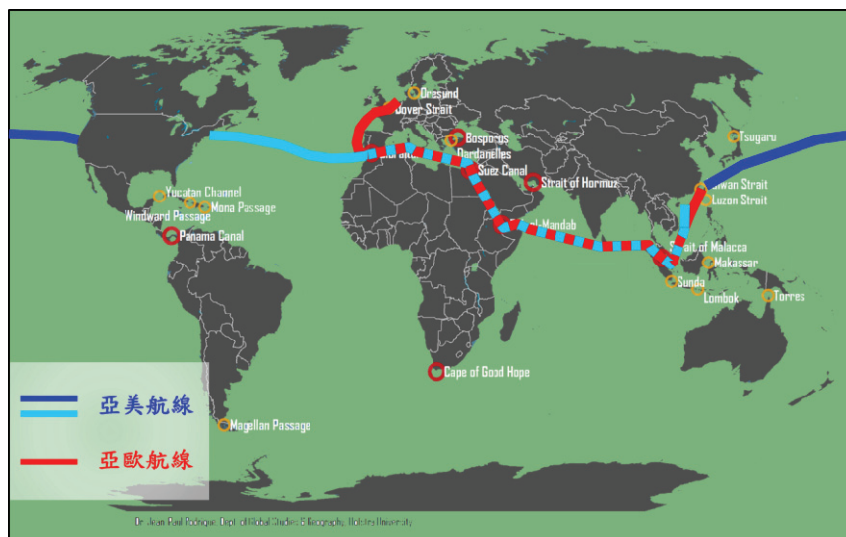 Oresund
Dover Strait
Bosporus
Dardanelles
Suez Canal
Strait of Hormuz
Tsugaru
Luzon Strait
Yucatan Channel
Windward Passage
Mona Passage
Panama Canal
Strait of Malacca
Makassar
Sunda
Lombok
Torres
Cape of Good Hope
Magellan Passage
亞美航線
亞歐航線
Dr. Jean-Paul Rodrigue, Dept. of Global Studies & Geography, Hofstra University